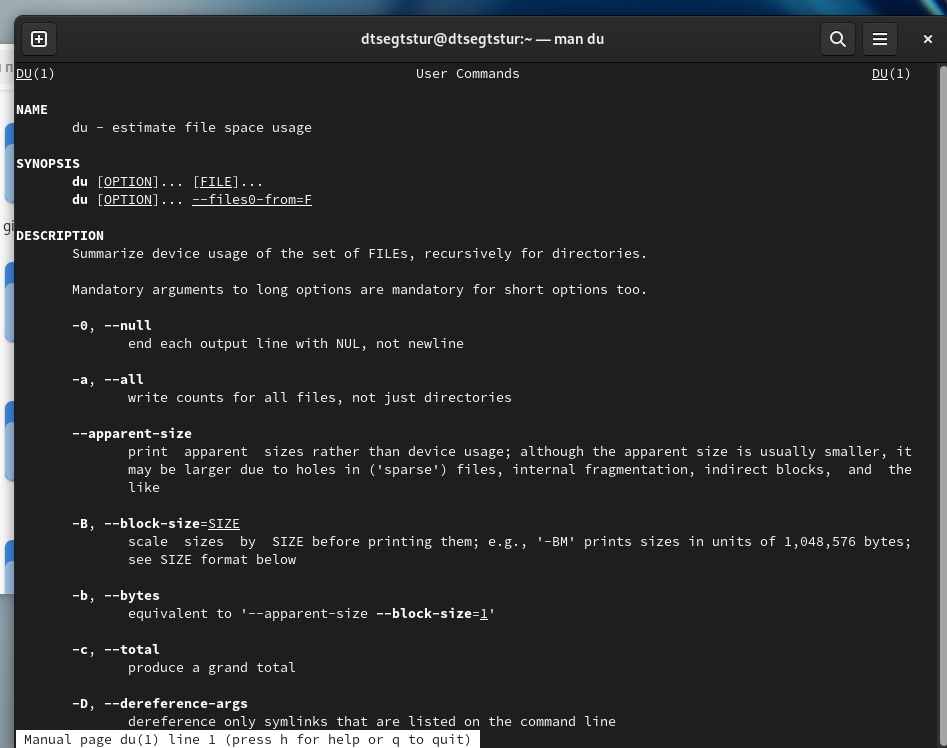 dtsegtstur@dtsegtstur:~ — man du
DU(1) User Commands DU(1)
NAME
du - estimate file space usage
SYNOPSIS
du [OPTION]... [FILE]...
du [OPTION]... --files0-from=F
DESCRIPTION
Summarize device usage of the set of FILEs, recursively for directories.
Mandatory arguments to long options are mandatory for short options too.
-0, --null
end each output line with NUL, not newline
-a, --all
write counts for all files, not just directories
--apparent-size
print apparent sizes rather than device usage; although the apparent size is usually smaller, it
may be larger due to holes in ('sparse') files, internal fragmentation, indirect blocks, and the
like
-B, --block-size=SIZE
scale sizes by SIZE before printing them; e.g., '-BM' prints sizes in units of 1,048,576 bytes;
see SIZE format below
-b, --bytes
equivalent to '--apparent-size --block-size=1'
-c, --total
produce a grand total
-D, --dereference-args
dereference only symlinks that are listed on the command line
Manual page du(1) line 1 (press h for help or q to quit)